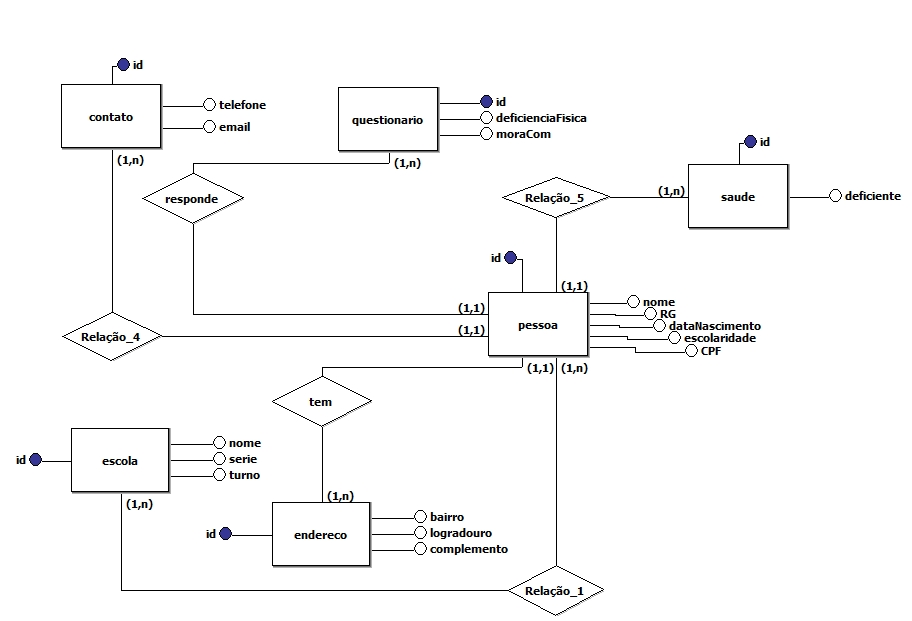 id
contato
telefone
email
(1,n)
questionario
id
deficienciaFisica
moraCom
(1,n)
responde
Relação_5
(1,n)
id
saude
deficiente
id
(1,1)
(1,1)
(1,1)
pessoa
nome
RG
dataNascimento
escolaridade
CPF
(1,1)
(1,n)
Relação_4
tem
id
escola
nome
serie
turno
(1,n)
(1,n)
id
endereco
bairro
logradouro
complemento
Relação_1